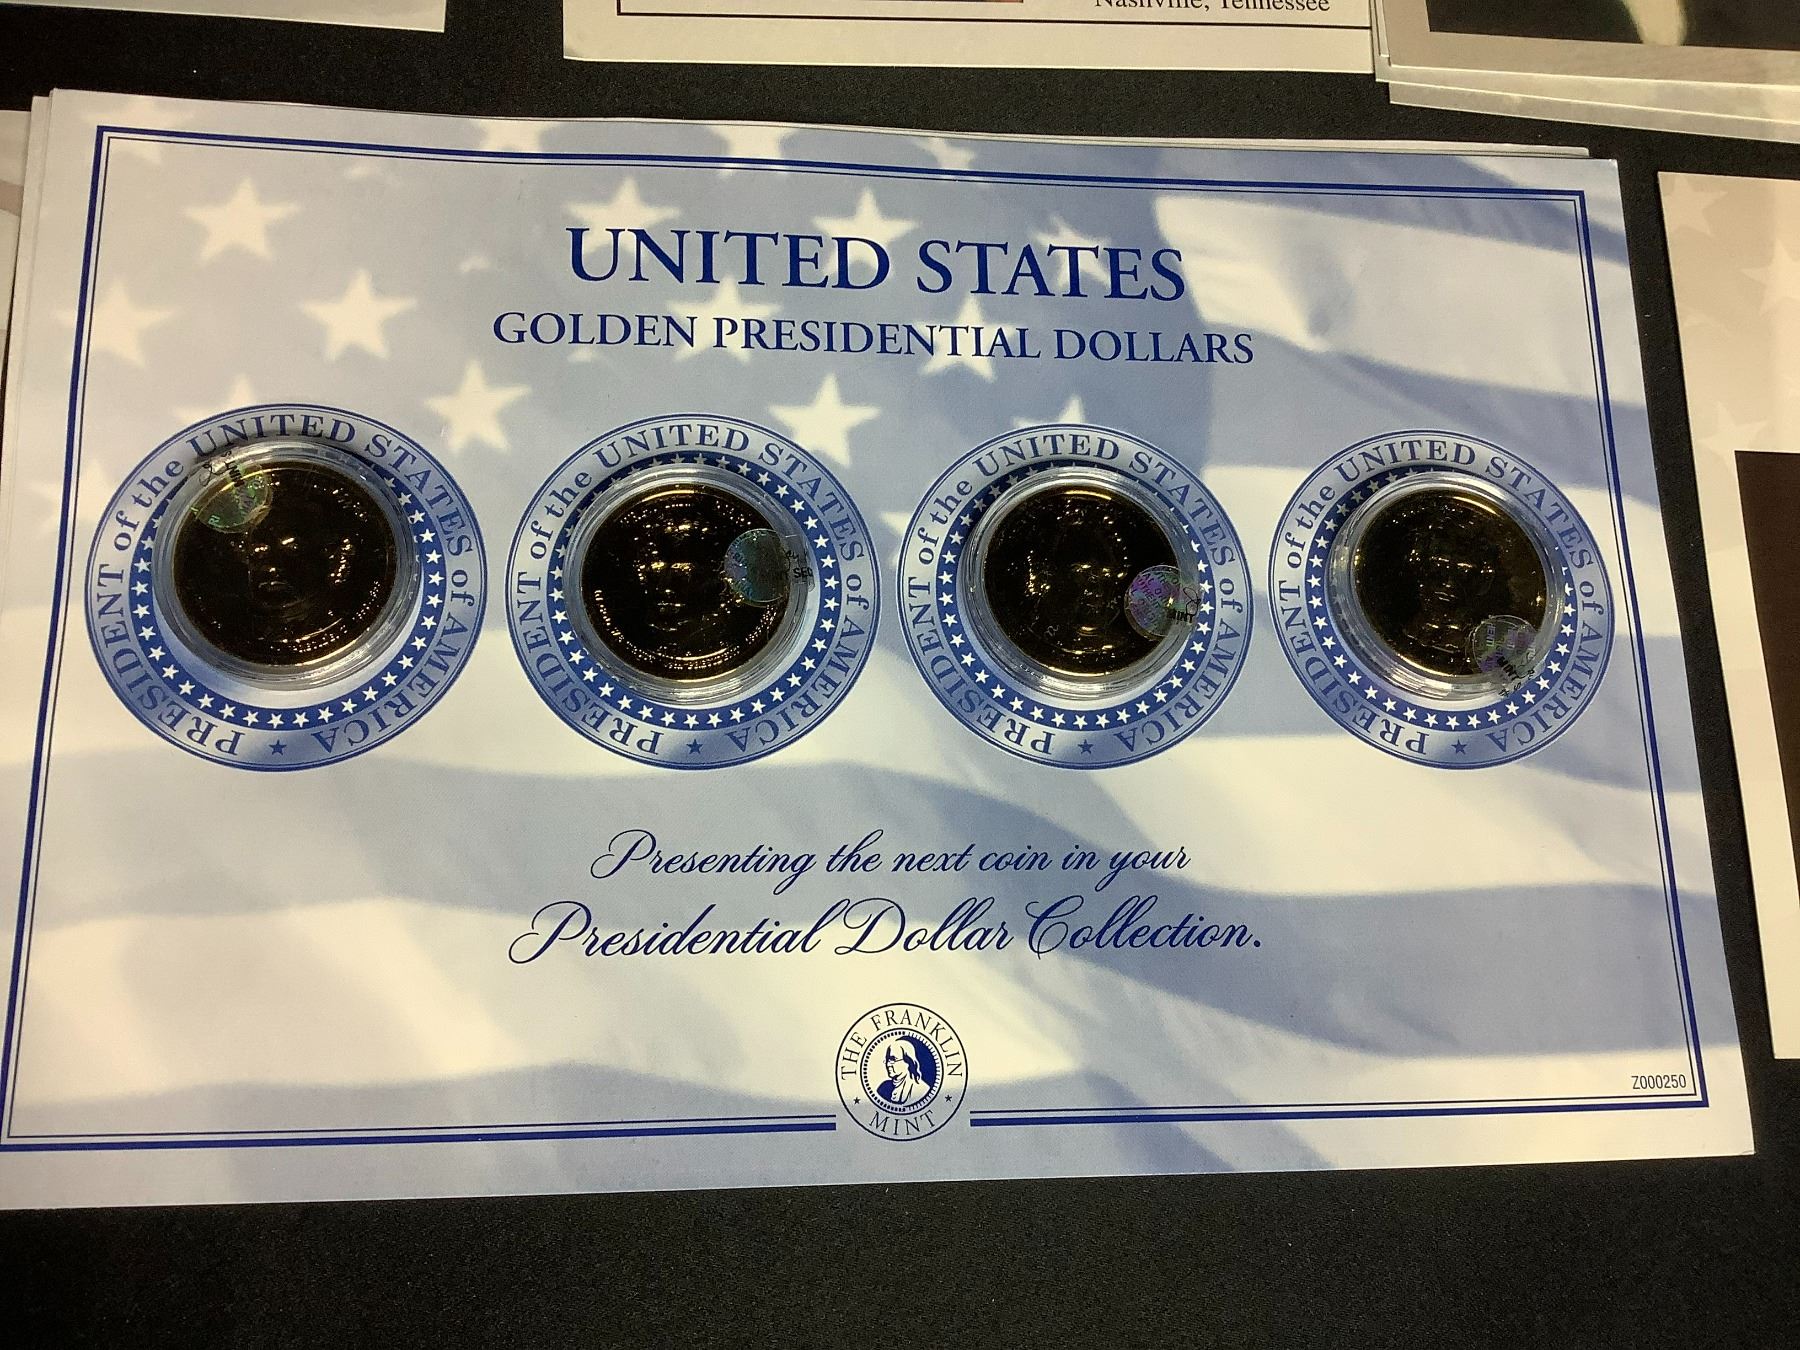 Nashville, Tennessee
UNITED STATES
GOLDEN PRESIDENTIAL DOLLARS
PRESIDENT of the UNITED STATES of AMERICA ★
PRESIDENT of the UNITED STATES of AMERICA ★
PRESIDENT of the UNITED STATES of AMERICA ★
PRESIDENT of the UNITED STATES of AMERICA ★
Presenting the next coin in your
Presidential Dollar Collection.
THE FRANKLIN
MINT
Z000250